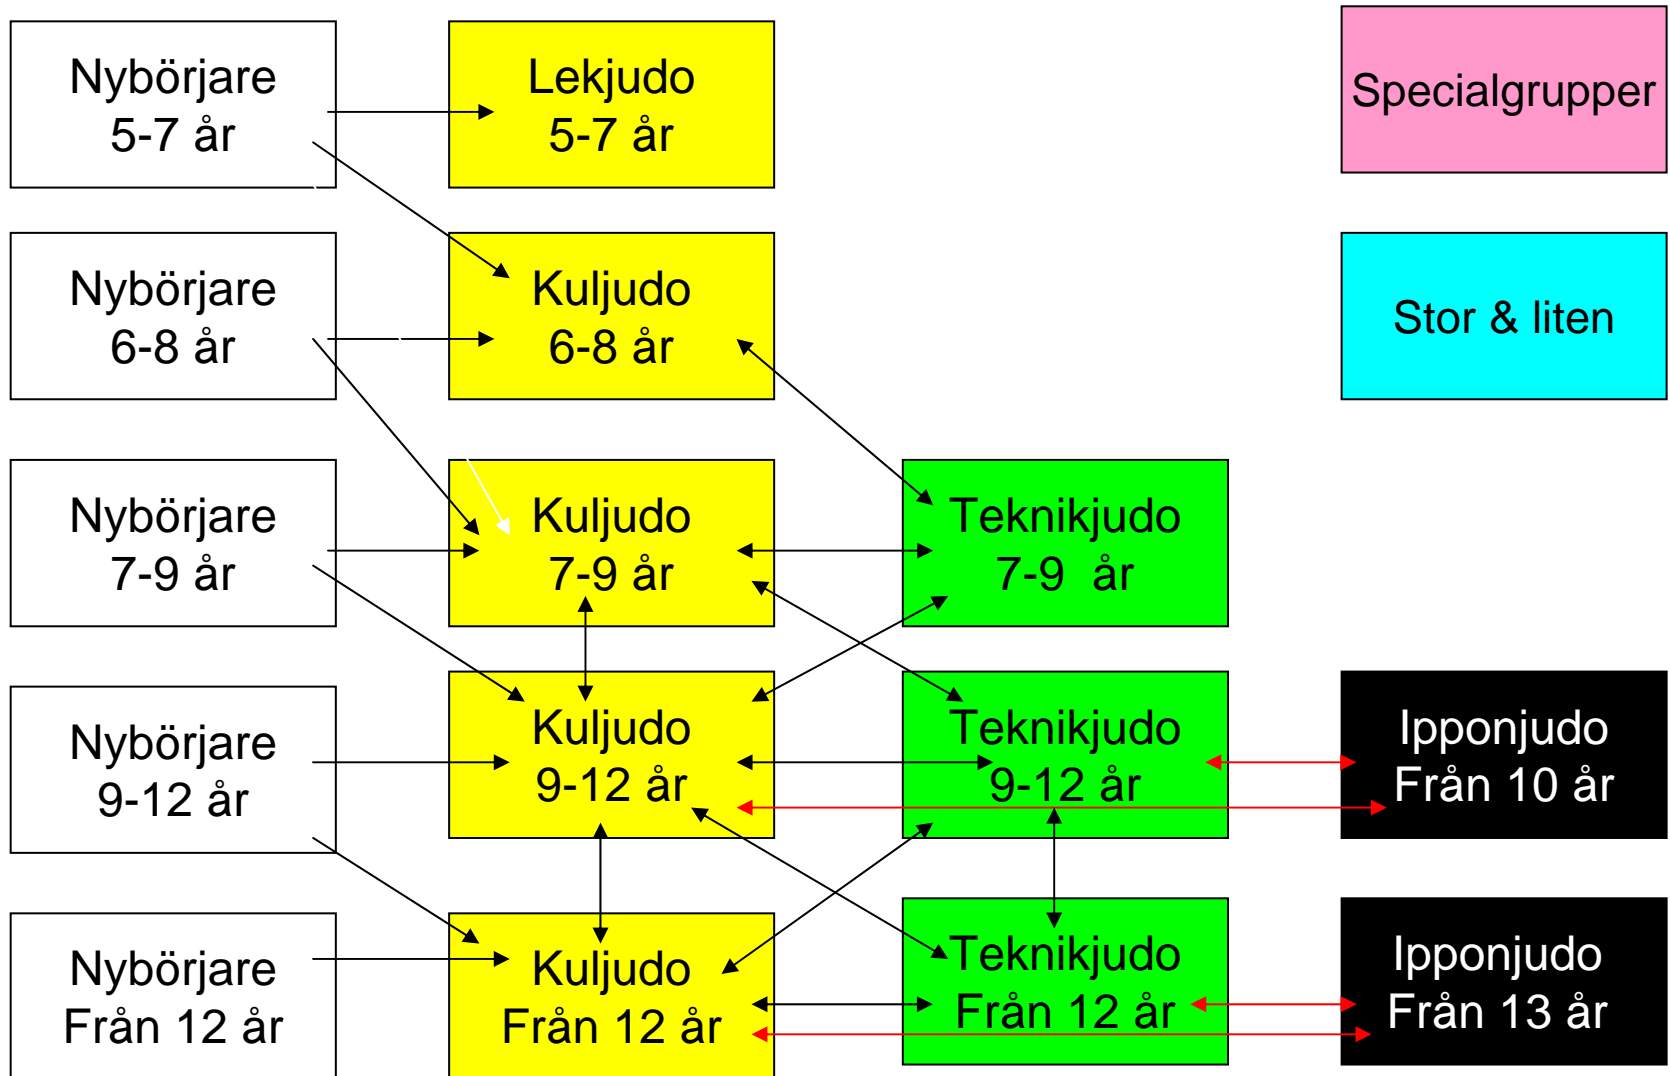 Nybörjare
5-7 år
Lekjudo
5-7 år
Specialgrupper
Nybörjare
6-8 år
Kuljudo
6-8 år
Stor & liten
Nybörjare
7-9 år
Kuljudo
7-9 år
Teknikjudo
7-9 år
Nybörjare
9-12 år
Kuljudo
9-12 år
Teknikjudo
9-12 år
Ipponjudo
Från 10 år
Nybörjare
Från 12 år
Kuljudo
Från 12 år
Teknikjudo
Från 12 år
Ipponjudo
Från 13 år